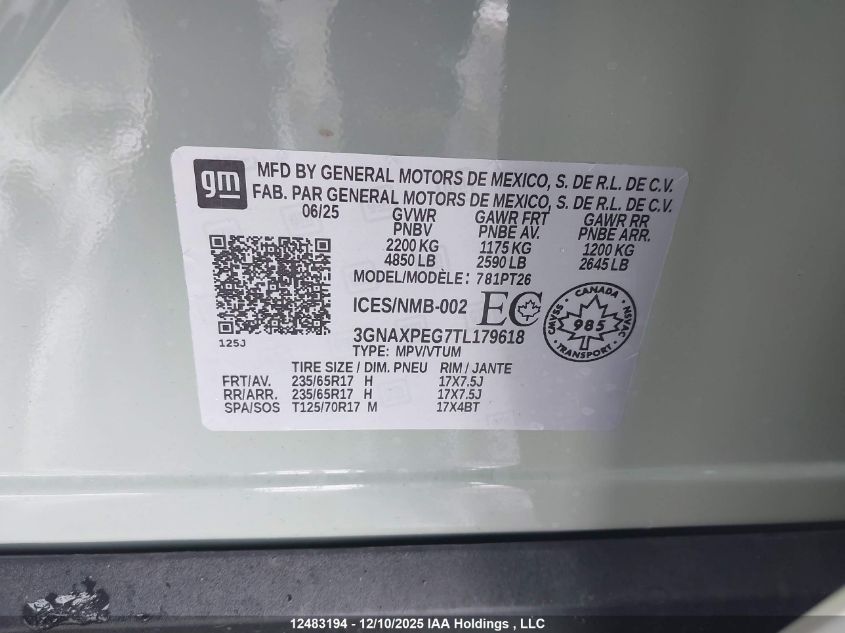 gm
MFD BY GENERAL MOTORS DE MEXICO, S. DE R.L. DE C.V.
FAB. PAR GENERAL MOTORS DE MEXICO, S. DE R.L. DE C.V.
06/25 GVWR GAWR FRT GAWR RR
PNBV PNBE AV. PNBE ARR.
2200 KG 1175 KG 1200 KG
4850 LB 2590 LB 2645 LB
MODEL/MODÈLE: 781PT26
ICES/NMB-002 EC
CANADA
CMVSS 985 NSVAC
TRANSPORT
125J
3GNAXPEG7TL179618
TYPE: MPV/VTUM
TIRE SIZE / DIM. PNEU RIM / JANTE
FRT/AV. 235/65R17 H 17X7.5J
RR/ARR. 235/65R17 H 17X7.5J
SPA/SOS T125/70R17 M 17X4BT
12483194 - 12/10/2025 IAA Holdings , LLC